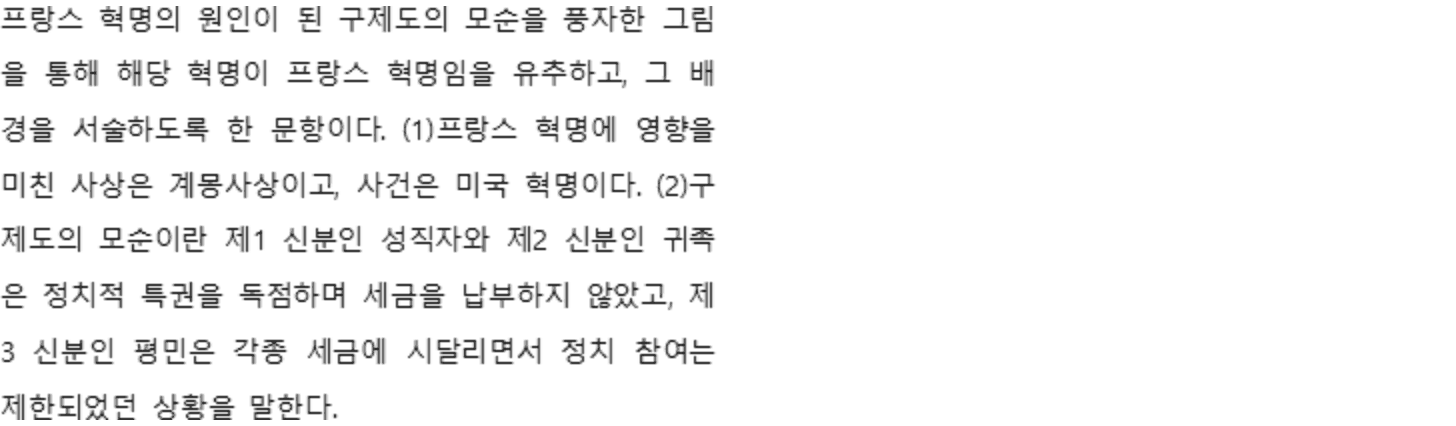 프랑스 혁명의 원인이 된 구제도의 모순을 풍자한 그림
을 통해 해당 혁명이 프랑스 혁명임을 유추하고, 그 배
경을 서술하도록 한 문항이다. (1)프랑스 혁명에 영향을
미친 사상은 계몽사상이고, 사건은 미국 혁명이다. (2)구
제도의 모순이란 제1 신분인 성직자와 제2 신분인 귀족
은 정치적 특권을 독점하며 세금을 납부하지 않았고, 제
3 신분인 평민은 각종 세금에 시달리면서 정치 참여는
제한되었던 상황을 말한다.